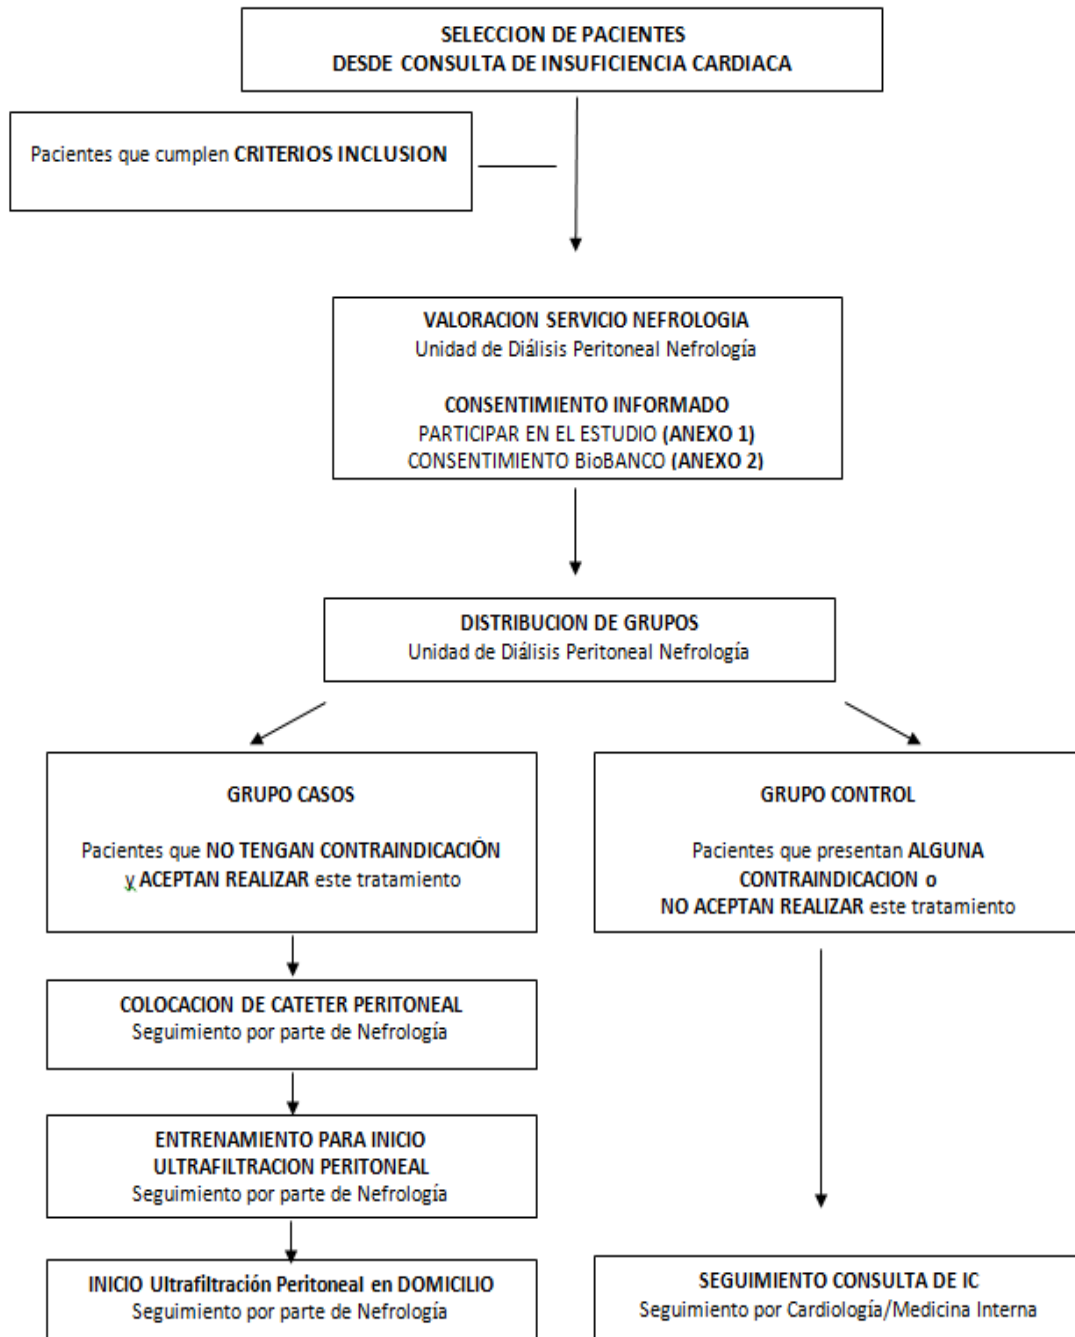 SELECCION DE PACIENTES
DESDE CONSULTA DE INSUFICIENCIA CARDIACA
Pacientes que cumplen CRITERIOS INCLUSION
VALORACION SERVICIO NEFROLOGIA
Unidad de Diálisis Peritoneal Nefrología
CONSENTIMIENTO INFORMADO
PARTICIPAR EN EL ESTUDIO (ANEXO 1)
CONSENTIMIENTO BioBANCO (ANEXO 2)
DISTRIBUCION DE GRUPOS
Unidad de Diálisis Peritoneal Nefrología
GRUPO CASOS
Pacientes que NO TENGAN CONTRAINDICACIÓN
y ACEPTAN REALIZAR este tratamiento
GRUPO CONTROL
Pacientes que presentan ALGUNA
CONTRAINDICACION o
NO ACEPTAN REALIZAR este tratamiento
COLOCACION DE CATETER PERITONEAL
Seguimiento por parte de Nefrología
ENTRENAMIENTO PARA INICIO
ULTRAFILTRACION PERITONEAL
Seguimiento por parte de Nefrología
INICIO Ultrafiltración Peritoneal en DOMICILIO
Seguimiento por parte de Nefrología
SEGUIMIENTO CONSULTA DE IC
Seguimiento por Cardiología/Medicina Interna